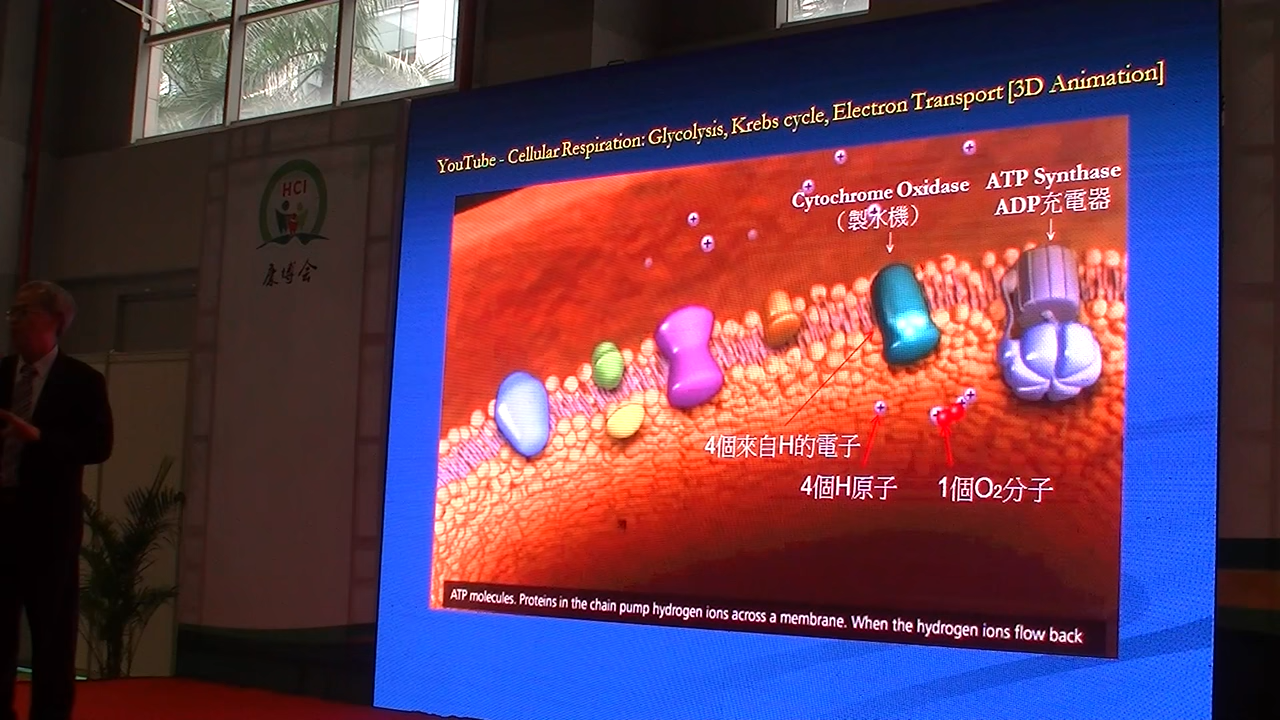 YouTube - Cellular Respiration: Glycolysis, Krebs cycle, Electron Transport [3D Animation]
HCI
康博会
Cytochrome Oxidase
（製水機）
ATP Synthase
ADP充電器
4個來自H的電子
4個H原子
1個O2分子
ATP molecules. Proteins in the chain pump hydrogen ions across a membrane. When the hydrogen ions flow back